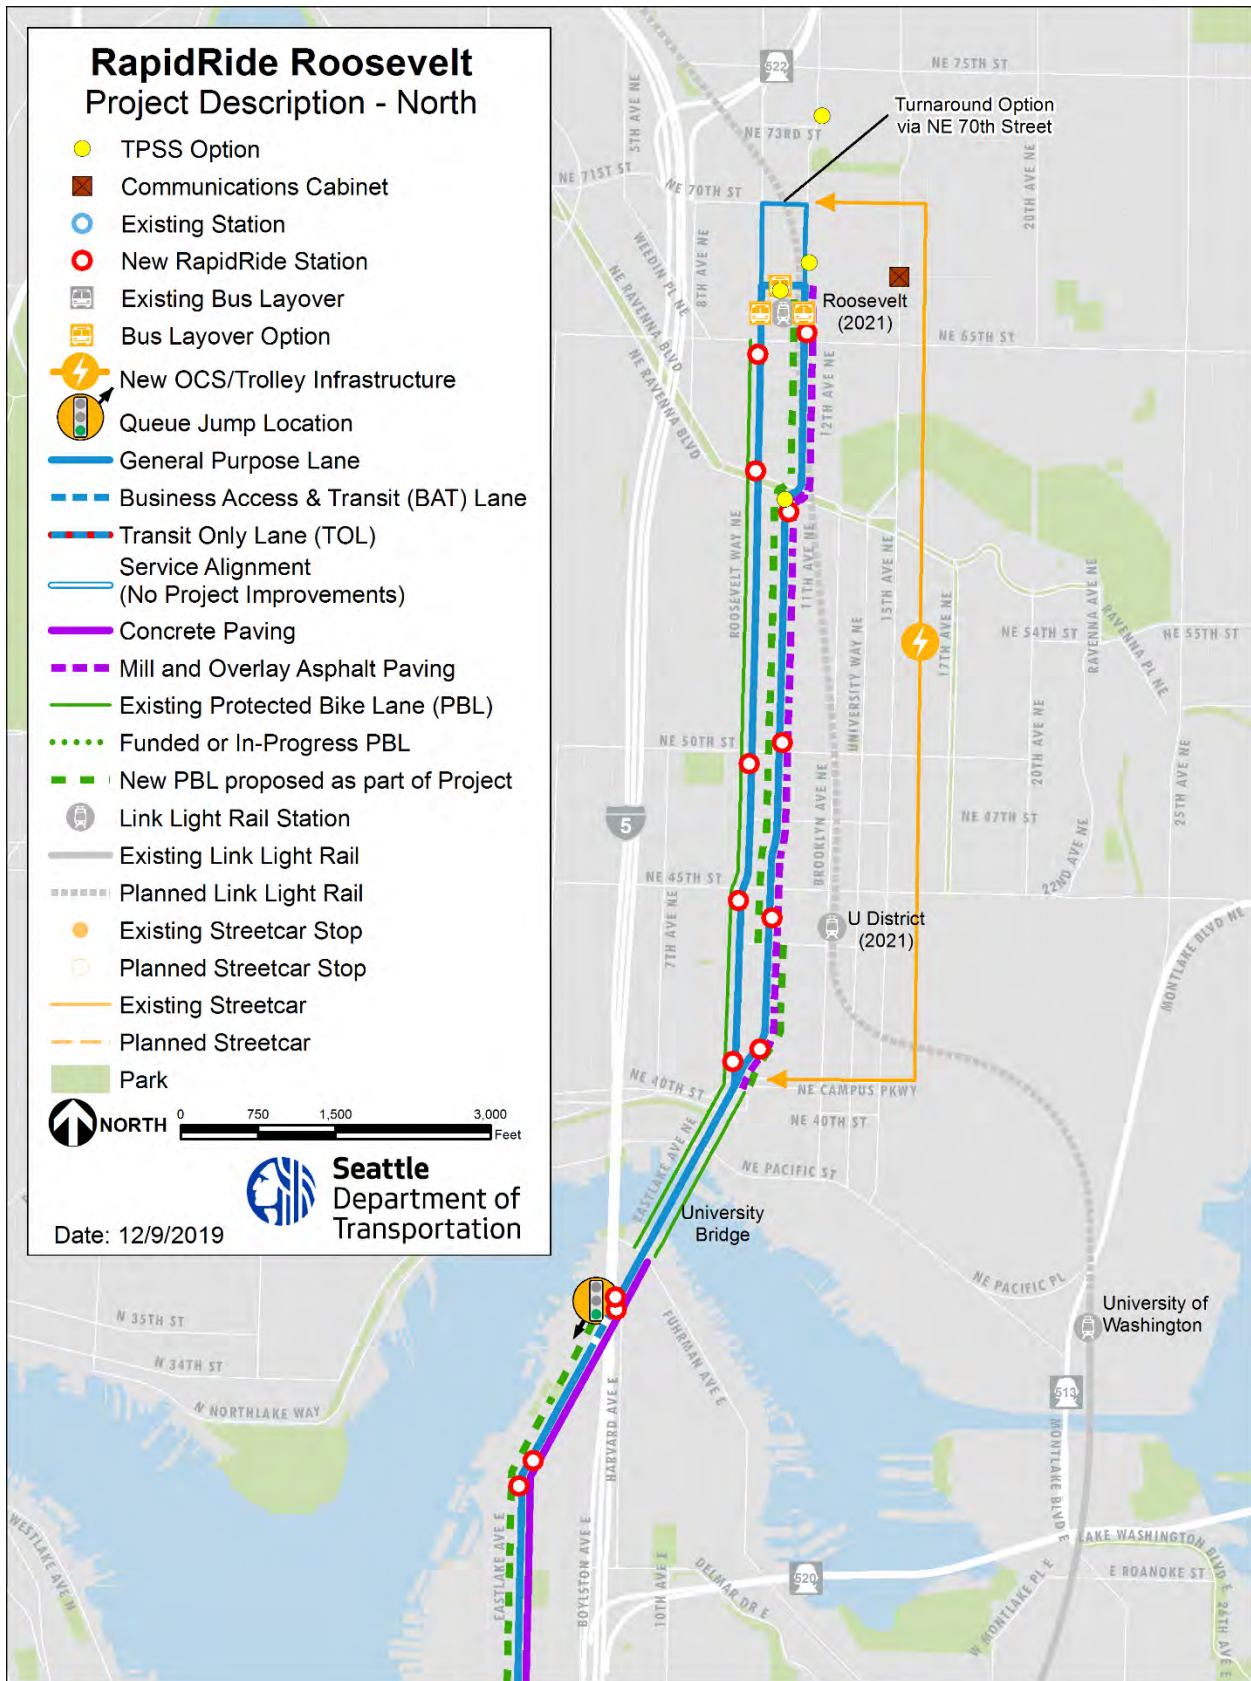 RapidRide Roosevelt
Project Description - North
TPSS Option
Communications Cabinet
Existing Station
New RapidRide Station
Existing Bus Layover
Bus Layover Option
New OCS/Trolley Infrastructure
Queue Jump Location
General Purpose Lane
Business Access & Transit (BAT) Lane
Transit Only Lane (TOL)
Service Alignment
(No Project Improvements)
Concrete Paving
Mill and Overlay Asphalt Paving
Existing Protected Bike Lane (PBL)
Funded or In-Progress PBL
New PBL proposed as part of Project
Link Light Rail Station
Existing Link Light Rail
Planned Link Light Rail
Existing Streetcar Stop
Planned Streetcar Stop
Existing Streetcar
Planned Streetcar
Park
NORTH
0 750 1,500 3,000
Feet
Seattle
Department of
Transportation
Date: 12/9/2019
522
NE 75TH ST
5TH AVE NE
Turnaround Option
via NE 70th Street
NE 73RD ST
NE 71ST ST
NE 70TH ST
20TH AVE NE
WEEDIN PL NE
8TH AVE NE
NE RAVENNA BLVD
Roosevelt
(2021)
NE 65TH ST
NE RAVENNA BLVD
12TH AVE NE
ROOSEVELT WAY NE
11TH AVE NE
15TH AVE NE
17TH AVE NE
UNIVERSITY WAY NE
RAVENNA AVE NE
RAVENNA PL NE
NE 54TH ST
NE 55TH ST
NE 50TH ST
20TH AVE NE
25TH AVE NE
NE 47TH ST
BROOKLYN AVE NE
5
NE 45TH ST
22ND AVE NE
7TH AVE NE
U District
(2021)
MONTLAKE BLVD NE
NE 40TH ST
NE CAMPUS PKWY
NE 40TH ST
EASTLAKE AVE NE
NE PACIFIC ST
University
Bridge
NE PACIFIC PL
University of
Washington
N 35TH ST
N 34TH ST
N NORTHLAKE WAY
FUHRMAN AVE E
HARVARD AVE E
513
MONTLAKE BLVD E
WESTLAKE AVE N
EASTLAKE AVE E
BOYLSTON AVE E
10TH AVE E
DELMAR DR E
520
LAKE WASHINGTON BLVD E
E ROANOKE ST
W MONTLAKE PL E
26TH AVE E